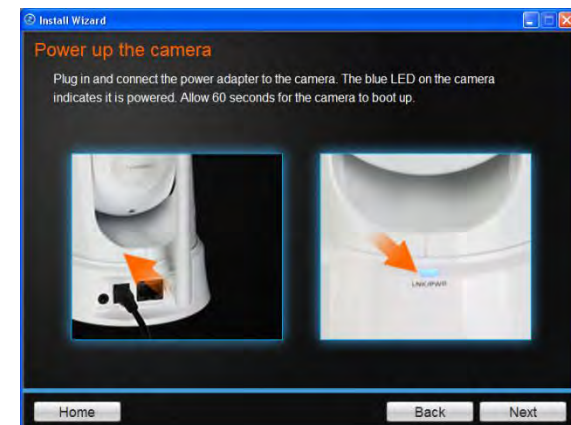 Install Wizard
Power up the camera
Plug in and connect the power adapter to the camera. The blue LED on the camera
indicates it is powered. Allow 60 seconds for the camera to boot up.
LNK/PWR
Home
Back
Next